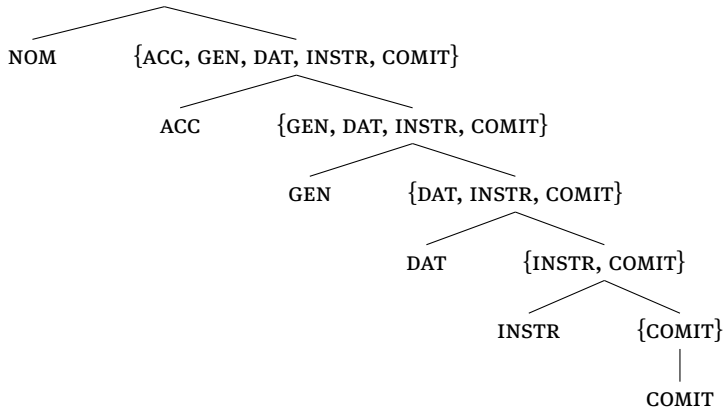 NOM {ACC, GEN, DAT, INSTR, COMIT}
ACC {GEN, DAT, INSTR, COMIT}
GEN {DAT, INSTR, COMIT}
DAT {INSTR, COMIT}
INSTR {COMIT}
COMIT